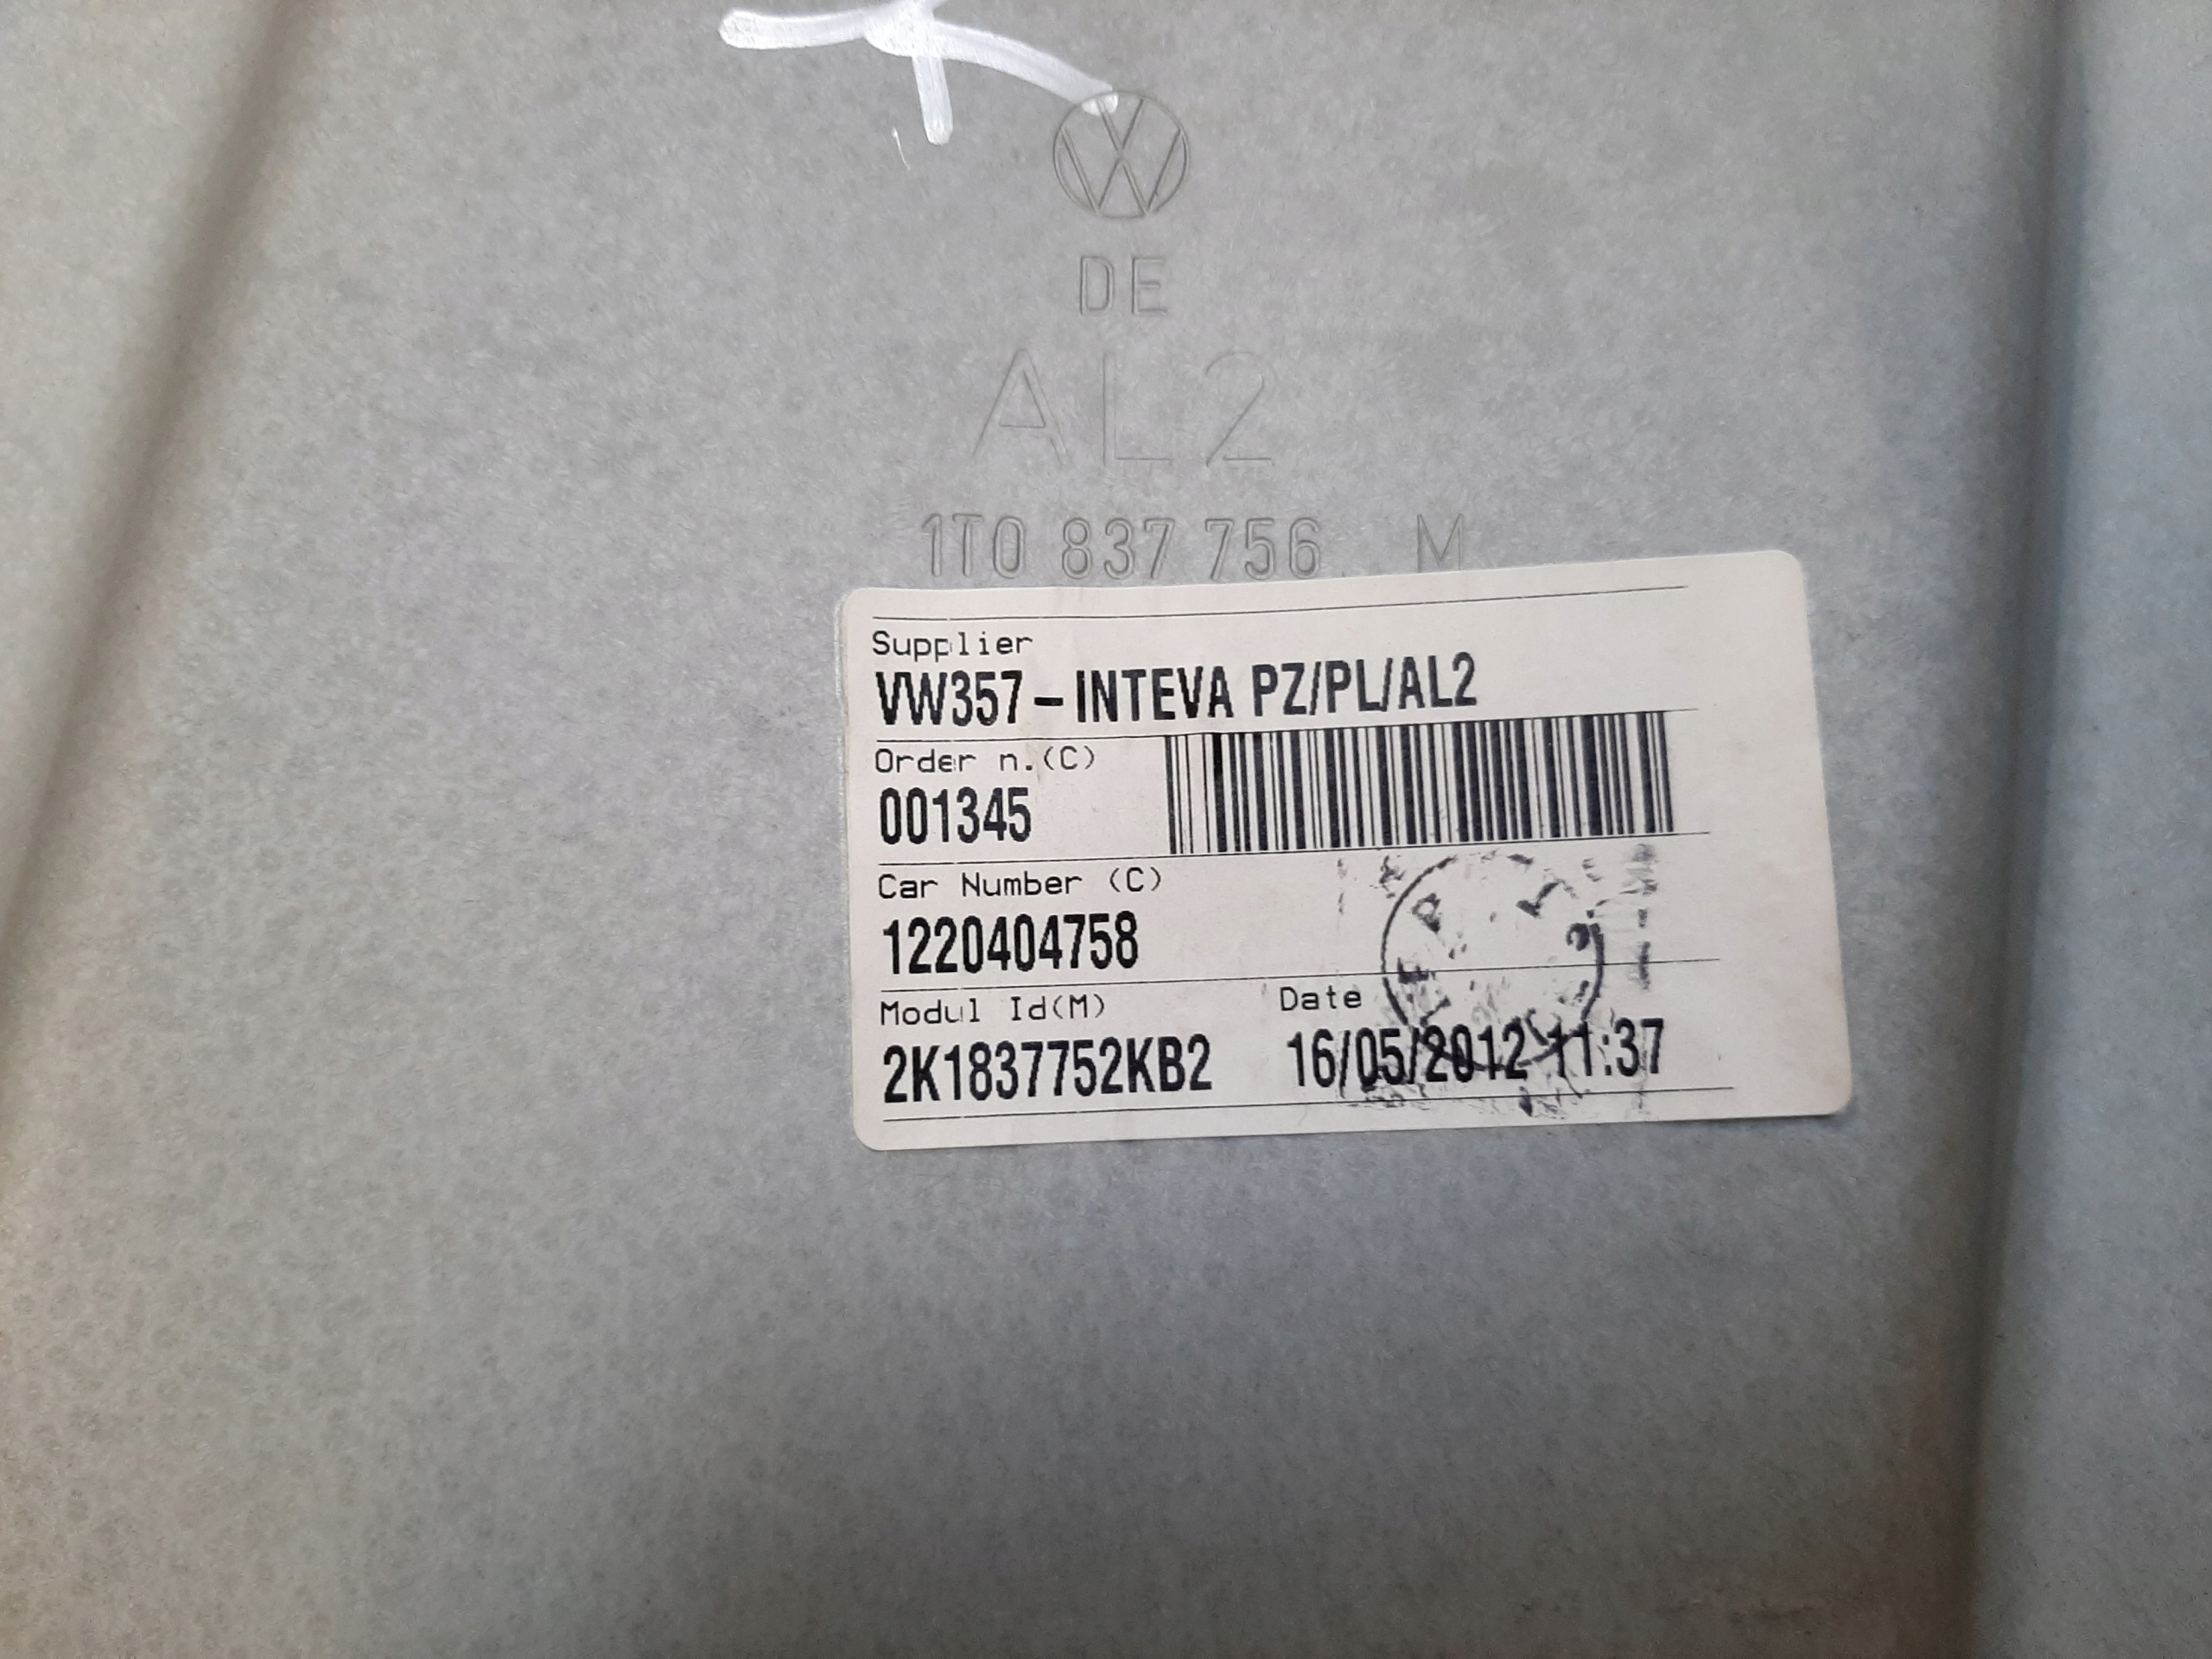 DE
AL2
1T0 837 756 M
Supplier
VW357-INTEVA PZ/PL/AL2
Order n.(C)
001345
Car Number (C)
1220404758
Modul Id(M) Date
2K1837752KB2 16/05/2012 11:37